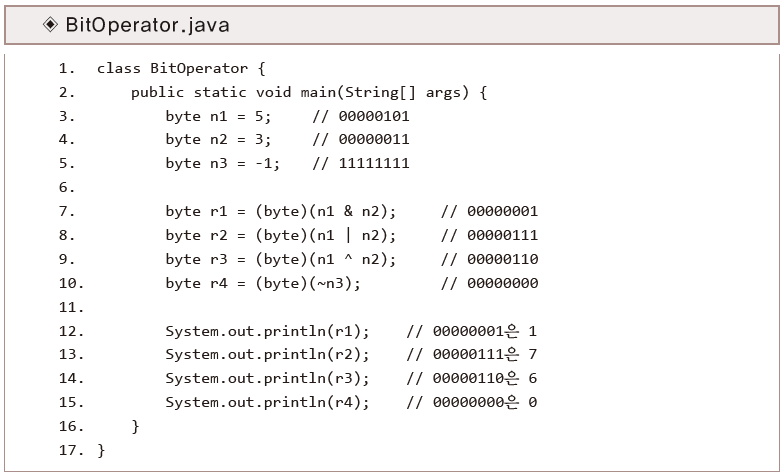 ◈ BitOperator.java
1. class BitOperator {
2. public static void main(String[] args) {
3. byte n1 = 5; // 00000101
4. byte n2 = 3; // 00000011
5. byte n3 = -1; // 11111111
6.
7. byte r1 = (byte)(n1 & n2); // 00000001
8. byte r2 = (byte)(n1 | n2); // 00000111
9. byte r3 = (byte)(n1 ^ n2); // 00000110
10. byte r4 = (byte)(~n3); // 00000000
11.
12. System.out.println(r1); // 00000001은 1
13. System.out.println(r2); // 00000111은 7
14. System.out.println(r3); // 00000110은 6
15. System.out.println(r4); // 00000000은 0
16. }
17. }